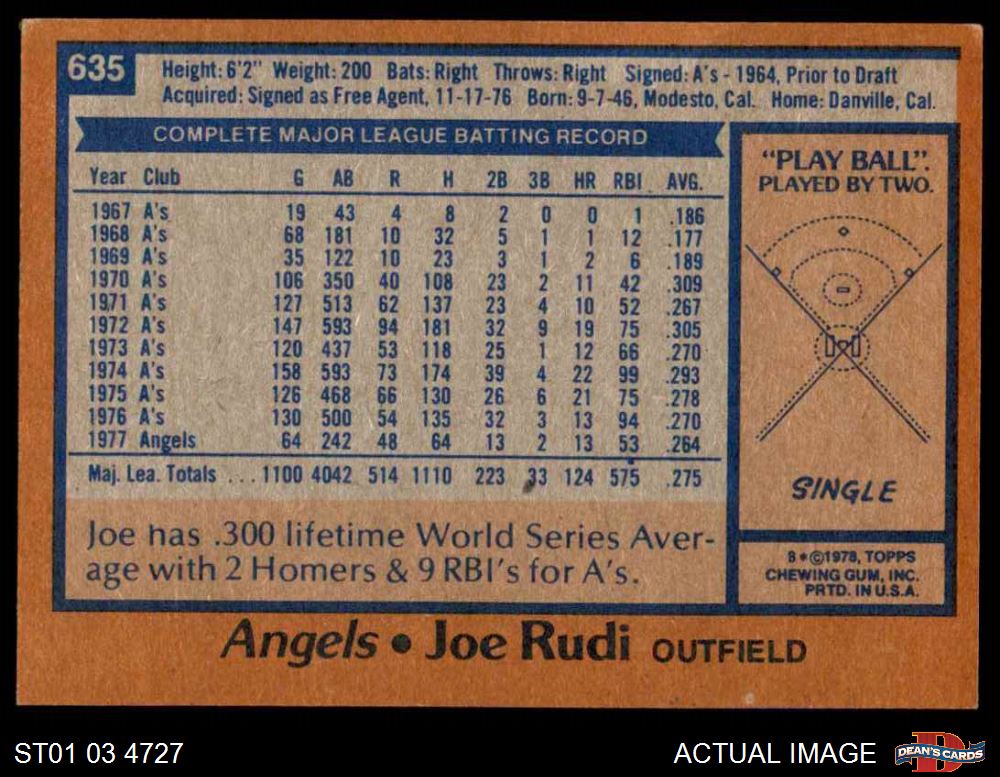 635
Height: 6'2" Weight: 200 Bats: Right Throws: Right Signed: A's - 1964, Prior to Draft
Acquired: Signed as Free Agent, 11-17-76 Born: 9-7-46, Modesto, Cal. Home: Danville, Cal.
COMPLETE MAJOR LEAGUE BATTING RECORD
Year Club G AB R H 2B 3B HR RBI AVG.
1967 A's 19 43 4 8 2 0 0 1 .186
1968 A's 68 181 10 32 5 1 1 12 .177
1969 A's 35 122 10 23 3 1 2 6 .189
1970 A's 106 350 40 108 23 2 11 42 .309
1971 A's 127 513 62 137 23 4 10 52 .267
1972 A's 147 593 94 181 32 9 19 75 .305
1973 A's 120 437 53 118 25 1 12 66 .270
1974 A's 158 593 73 174 39 4 22 99 .293
1975 A's 126 468 66 130 26 6 21 75 .278
1976 A's 130 500 54 135 32 3 13 94 .270
1977 Angels 64 242 48 64 13 2 13 53 .264
Maj. Lea. Totals ... 1100 4042 514 1110 223 33 124 575 .275
Joe has .300 lifetime World Series Aver-
age with 2 Homers & 9 RBI's for A's.
"PLAY BALL".
PLAYED BY TWO.
SINGLE
8 * ©1978, TOPPS
CHEWING GUM, INC.
PRTD. IN U.S.A.
Angels • Joe Rudi OUTFIELD
ST01 03 4727
ACTUAL IMAGE
D
DEAN'S CARDS